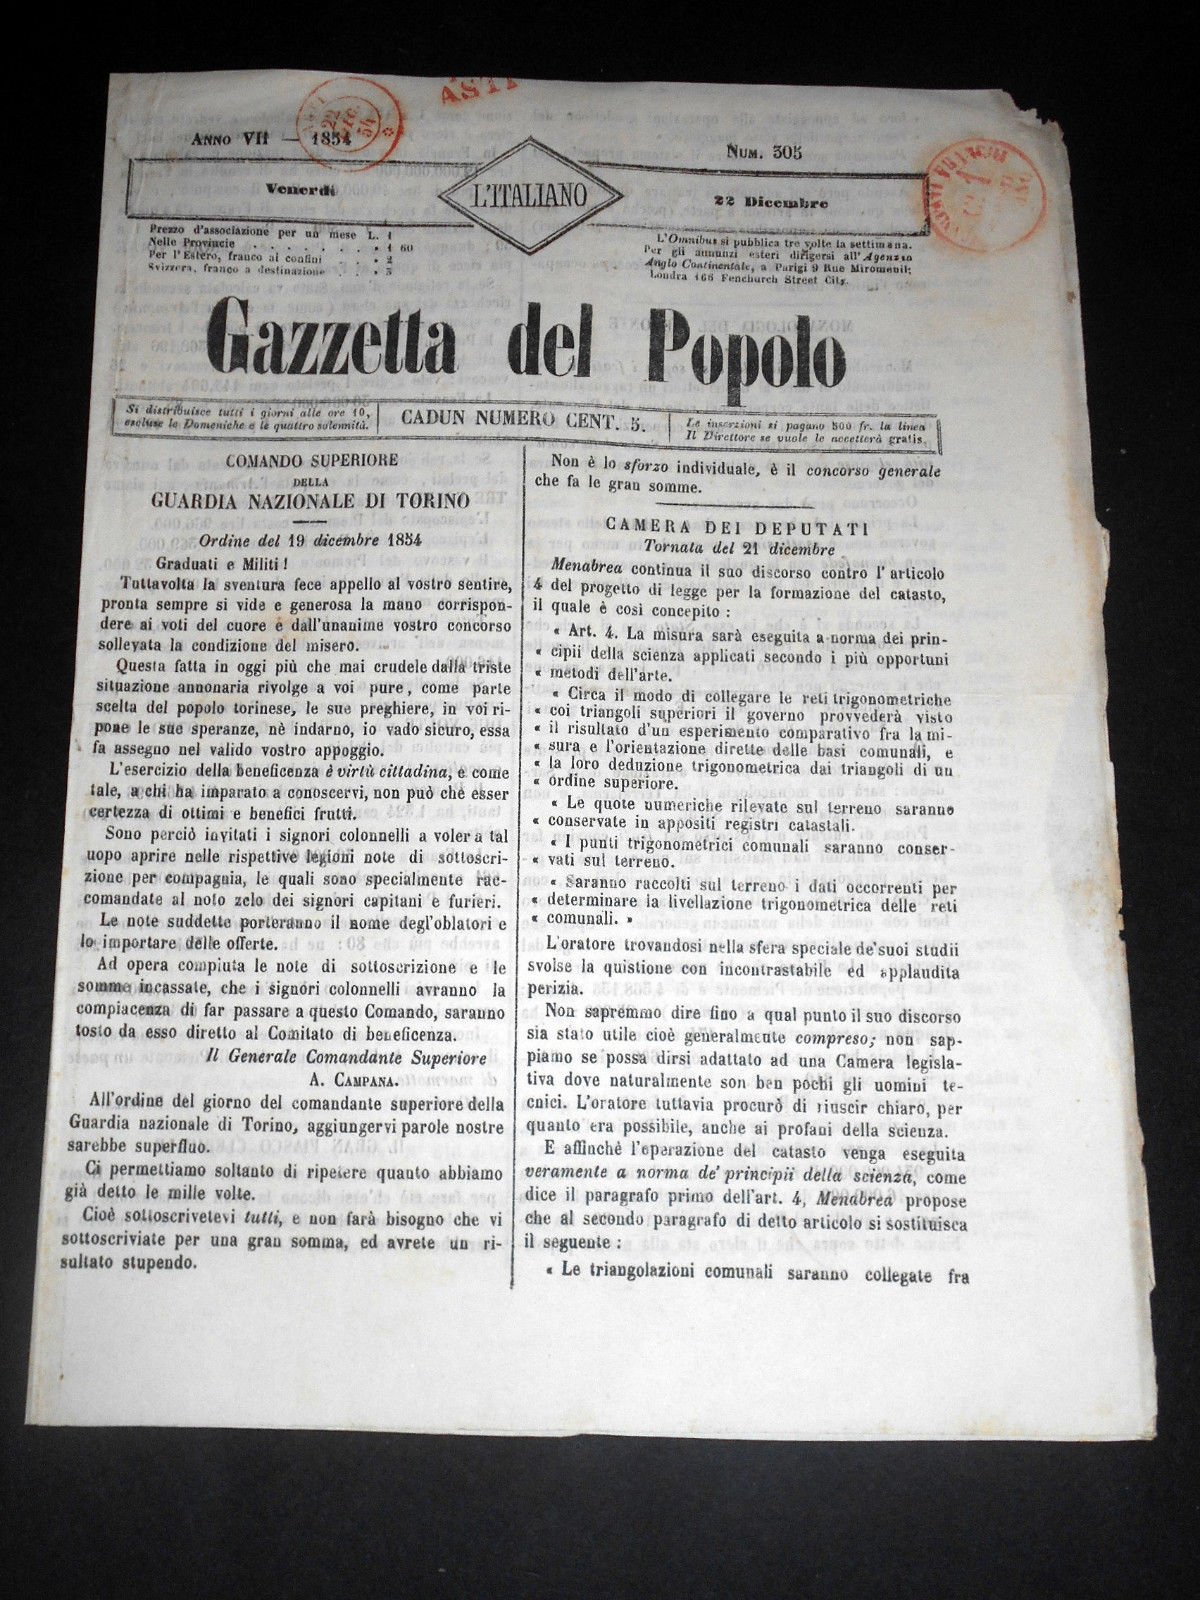 ASTI
22
54
ANNO VII — 1854
NUM. 305
Venerdì
L'ITALIANO
22 Dicembre
Prezzo d'associazione per un mese L. 1
Nelle Provincie . . . . . . . . • 1 60
Per l'Estero, franco ai confini . . . • 2
Svizzera, franco a destinazione . . . • 3
L'Omnibus si pubblica tre volte la settimana.
Per gli annunzi esteri dirigersi all'Agenzia
Anglo Continentale, a Parigi 9 Rue Miromenil;
Londra 166 Fenchurch Street City.
Gazzetta del Popolo
Si distribuisce tutti i giorni alle ore 10,
escluse le Domeniche e le quattro solennità.
CADUN NUMERO CENT. 5.
Le inserzioni si pagano 500 fr. la linea
Il Direttore se vuole le accetterà gratis.
COMANDO SUPERIORE
DELLA
GUARDIA NAZIONALE DI TORINO
Ordine del 19 dicembre 1854
Graduati e Militi!
Tuttavolta la sventura fece appello al vostro sentire,
pronta sempre si vide e generosa la mano corrispon-
dere ai voti del cuore e dall'unanime vostro concorso
sollevata la condizione del misero.
Questa fatta in oggi più che mai crudele dalla triste
situazione annonaria rivolge a voi pure, come parte
scelta del popolo torinese, le sue preghiere, in voi ri-
pone le sue speranze, nè indarno, io vado sicuro, essa
fa assegno nel valido vostro appoggio.
L'esercizio della beneficenza è virtù cittadina, e come
tale, a chi ha imparato a conoscervi, non può che esser
certezza di ottimi e benefici frutti.
Sono perciò invitati i signori colonnelli a voler a tal
uopo aprire nelle rispettive legioni note di sottoscri-
zione per compagnia, le quali sono specialmente rac-
comandate al noto zelo dei signori capitani e furieri.
Le note suddette porteranno il nome degl'oblatori e
lo importare delle offerte.
Ad opera compiuta le note di sottoscrizione e le
somme incassate, che i signori colonnelli avranno la
compiacenza di far passare a questo Comando, saranno
tosto da esso diretto al Comitato di beneficenza.
Il Generale Comandante Superiore
A. CAMPANA.
All'ordine del giorno del comandante superiore della
Guardia nazionale di Torino, aggiungervi parole nostre
sarebbe superfluo.
Ci permettiamo soltanto di ripetere quanto abbiamo
già detto le mille volte.
Cioè sottoscrivetevi tutti, e non farà bisogno che vi
sottoscriviate per una gran somma, ed avrete un ri-
sultato stupendo.
Non è lo sforzo individuale, è il concorso generale
che fa le gran somme.
CAMERA DEI DEPUTATI
Tornata del 21 dicembre
Menabrea continua il suo discorso contro l'articolo
4 del progetto di legge per la formazione del catasto,
il quale è così concepito :
« Art. 4. La misura sarà eseguita a norma dei prin-
« cipii della scienza applicati secondo i più opportuni
« metodi dell'arte.
« Circa il modo di collegare le reti trigonometriche
« coi triangoli superiori il governo provvederà visto
« il risultato d'un esperimento comparativo fra la mi-
« sura e l'orientazione dirette delle basi comunali, e
« la loro deduzione trigonometrica dai triangoli di un
« ordine superiore.
« Le quote numeriche rilevate sul terreno saranno
« conservate in appositi registri catastali.
« I punti trigonometrici comunali saranno conser-
« vati sul terreno.
« Saranno raccolti sul terreno i dati occorrenti per
« determinare la livellazione trigonometrica delle reti
« comunali. »
L'oratore trovandosi nella sfera speciale de'suoi studii
svolse la quistione con incontrastabile ed applaudita
perizia.
Non sapremmo dire fino a qual punto il suo discorso
sia stato utile cioè generalmente compreso; non sap-
piamo se possa dirsi adattato ad una Camera legisla-
tiva dove naturalmente son ben pochi gli uomini te-
cnici. L'oratore tuttavia procurò di riuscir chiaro, per
quanto era possibile, anche ai profani della scienza.
E affinchè l'operazione del catasto venga eseguita
veramente a norma de' principii della scienza, come
dice il paragrafo primo dell'art. 4, Menabrea propose
che al secondo paragrafo di detto articolo si sostituisca
il seguente :
« Le triangolazioni comunali saranno collegate fra